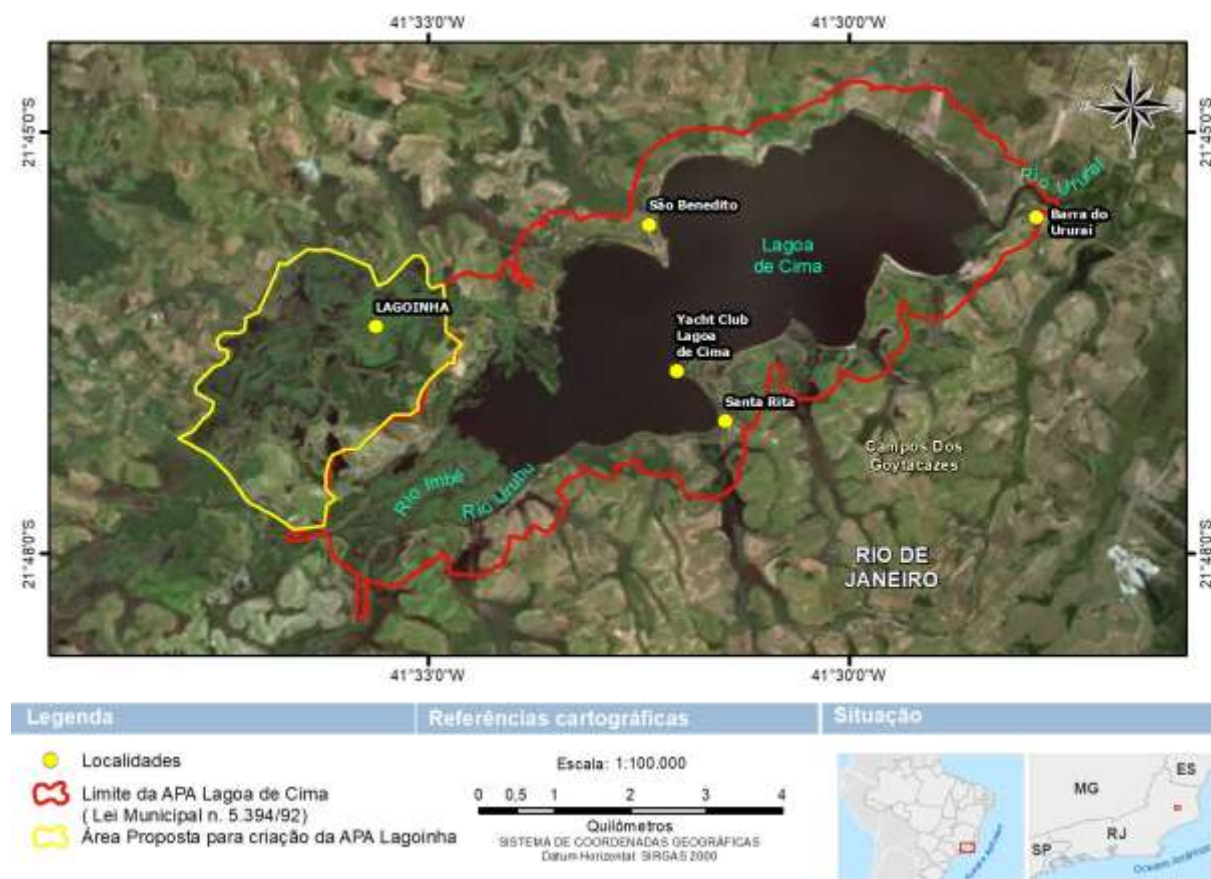 41°33'0"W
41°30'0"W
21°45'0"S
21°45'0"S
Rio Ururai
São Benedito
Barra do
Ururai
Lagoa
de Cima
LAGOINHA
Yacht Club
Lagoa
de Cima
Santa Rita
Campos Dos
Goytacazes
Rio Imbé
Rio Urubu
21°48'0"S
21°48'0"S
RIO DE
JANEIRO
41°33'0"W
41°30'0"W
Legenda
Referências cartográficas
Situação
Localidades
Limite da APA Lagoa de Cima
( Lei Municipal n. 5.394/92)
Área Proposta para criação da APA Lagoinha
Escala: 1:100.000
0 0,5 1 2 3 4
Quilômetros
SISTEMA DE COORDENADAS GEOGRÁFICAS
Datum Horizontal: SIRGAS 2000
MG
ES
RJ
SP
Oceano Atlântico